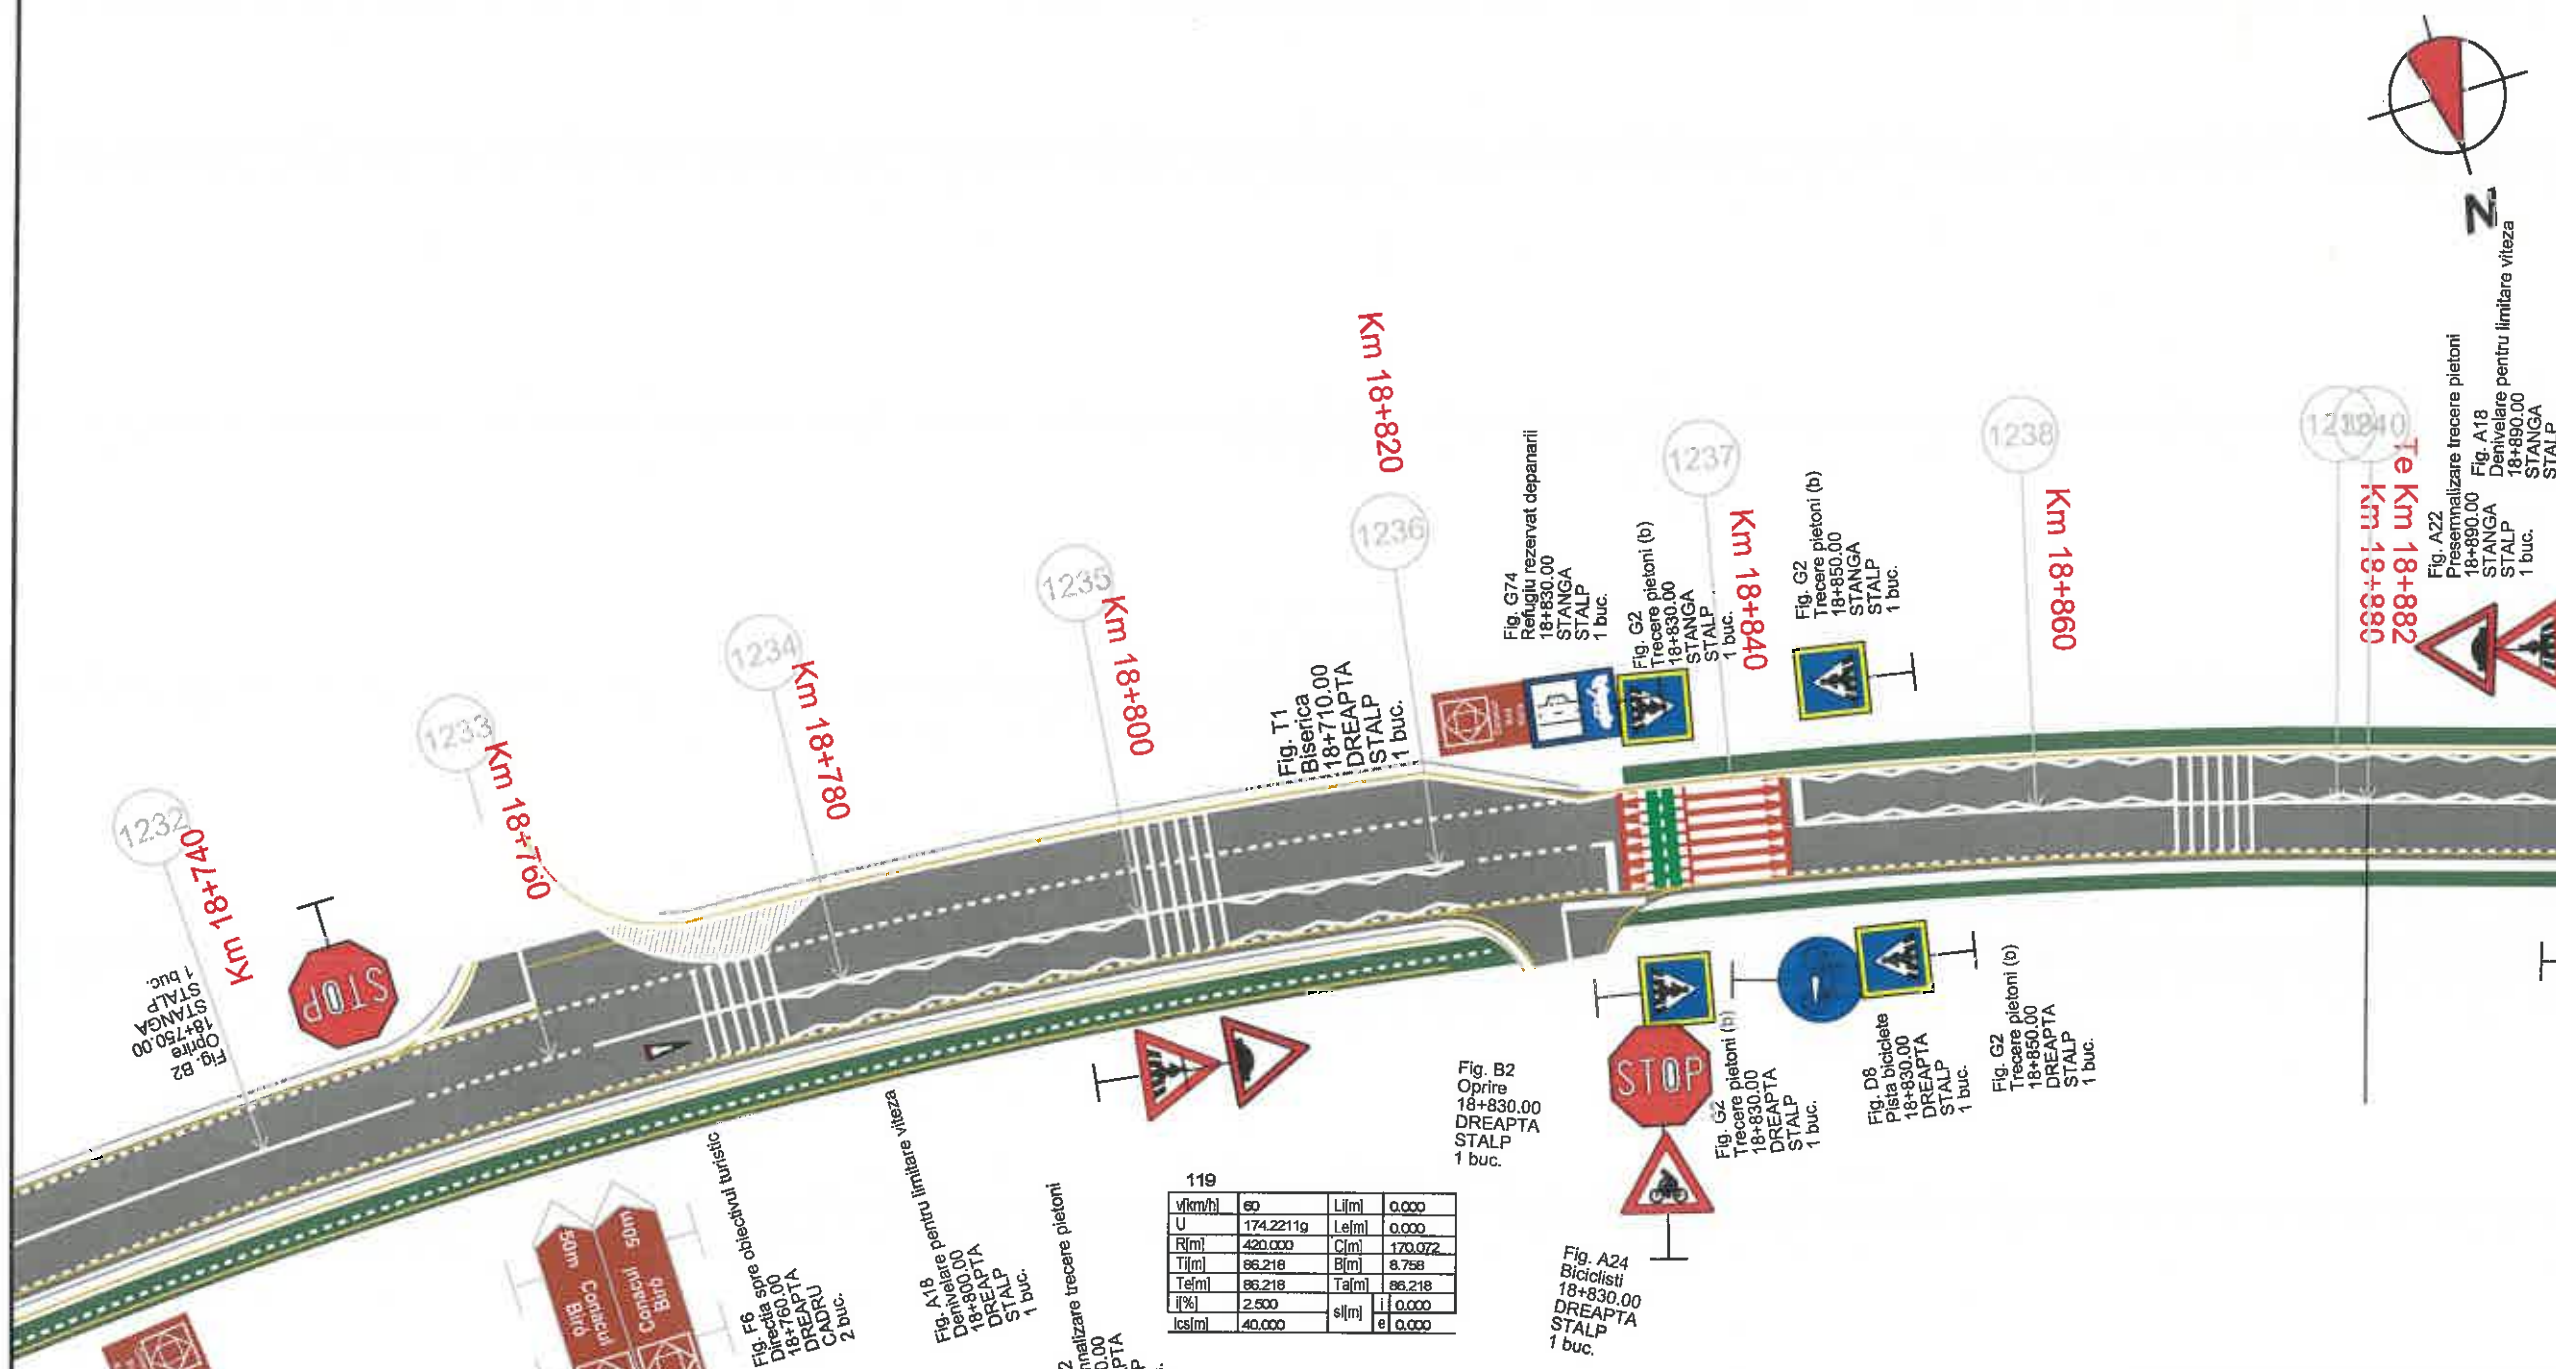 N
1232
Km 18+740
1233
Km 18+760
1234
Km 18+780
1235
Km 18+800
1236
Km 18+820
1237
Km 18+840
1238
Km 18+860
1240
Te Km 18+882
Km 18+880
STOP
Fig. B2
Oprire
18+750.00
STANGA
STALP
1 buc.
Fig. T1
Biserica
18+710.00
DREAPTA
STALP
1 buc.
Fig. G74
Refugiu rezervat depanarii
18+830.00
STANGA
STALP
1 buc.
Fig. G2
Trecere pietoni (b)
18+830.00
STANGA
STALP
1 buc.
Fig. G2
Trecere pietoni (b)
18+850.00
STANGA
STALP
1 buc.
Fig. A22
Presemnalizare trecere pietoni
18+890.00
STANGA
STALP
1 buc.
Fig. A18
Denivelare pentru limitare viteza
18+890.00
STANGA
STALP
50m
Conacul
Biró
50m
Conacul
Biró
Fig. F6
Directia spre obiectivul turistic
18+760.00
DREAPTA
CADRU
2 buc.
Fig. A18
Denivelare pentru limitare viteza
18+800.00
DREAPTA
STALP
1 buc.
nalizare trecere pietoni
119
v[km/h] 60 Li[m] 0.000
U 174.2211g Le[m] 0.000
R[m] 420.000 C[m] 170.072
Ti[m] 86.218 B[m] 8.758
Te[m] 86.218 Ta[m] 86.218
i[%] 2.500 sl[m] i 0.000
lcs[m] 40.000 e 0.000
Fig. B2
Oprire
18+830.00
DREAPTA
STALP
1 buc.
STOP
Fig. G2
Trecere pietoni (b)
18+830.00
DREAPTA
STALP
1 buc.
Fig. D8
Pista biciclete
18+830.00
DREAPTA
STALP
1 buc.
Fig. G2
Trecere pietoni (b)
18+850.00
DREAPTA
STALP
1 buc.
Fig. A24
Biciclisti
18+830.00
DREAPTA
STALP
1 buc.